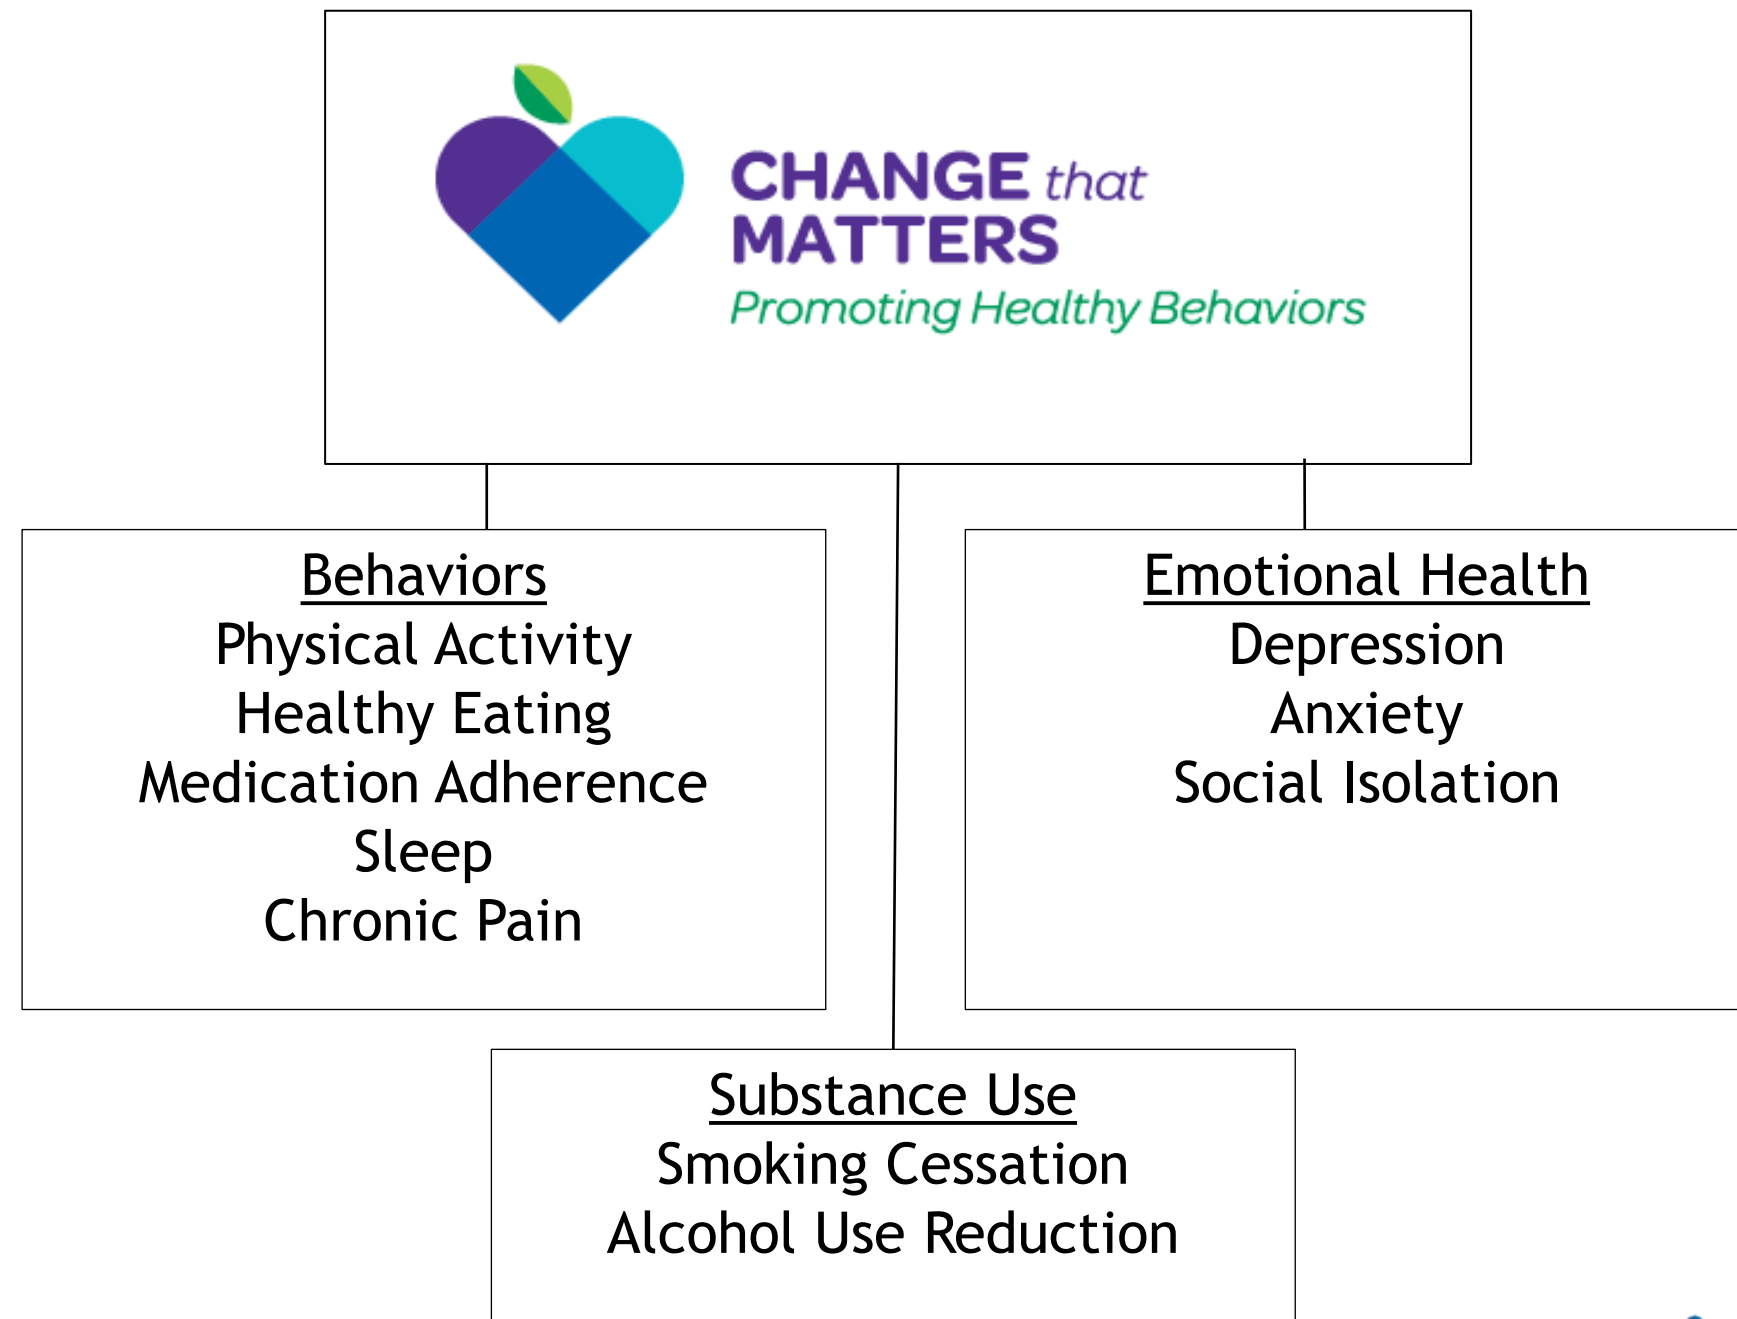 CHANGE that
MATTERS
Promoting Healthy Behaviors
Behaviors
Physical Activity
Healthy Eating
Medication Adherence
Sleep
Chronic Pain
Emotional Health
Depression
Anxiety
Social Isolation
Substance Use
Smoking Cessation
Alcohol Use Reduction